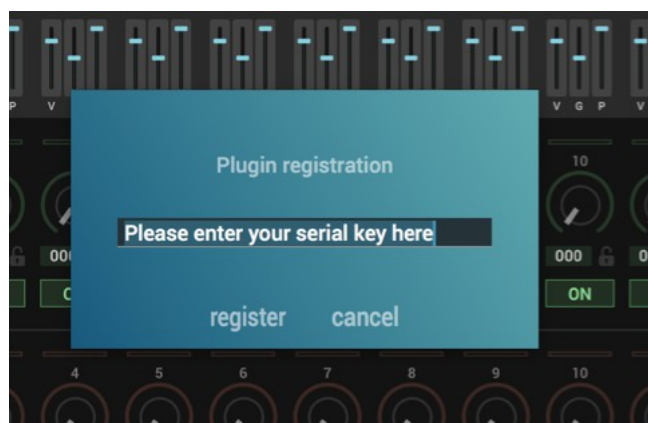 P V V G P V
Plugin registration
10
Please enter your serial key here
000 000 0
ON
register cancel
4 5 6 7 8 9 10